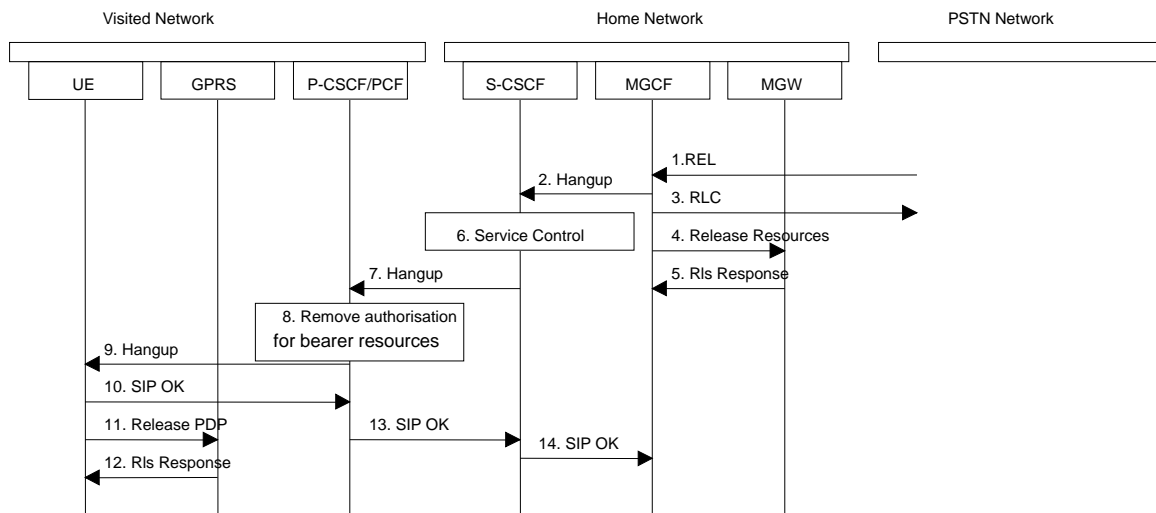 Visited Network
Home Network
PSTN Network
UE
GPRS
P-CSCF/PCF
S-CSCF
MGCF
MGW
1.REL
2. Hangup
3. RLC
6. Service Control
4. Release Resources
7. Hangup
5. Rls Response
8. Remove authorisation
for bearer resources
9. Hangup
10. SIP OK
11. Release PDP
13. SIP OK
14. SIP OK
12. Rls Response